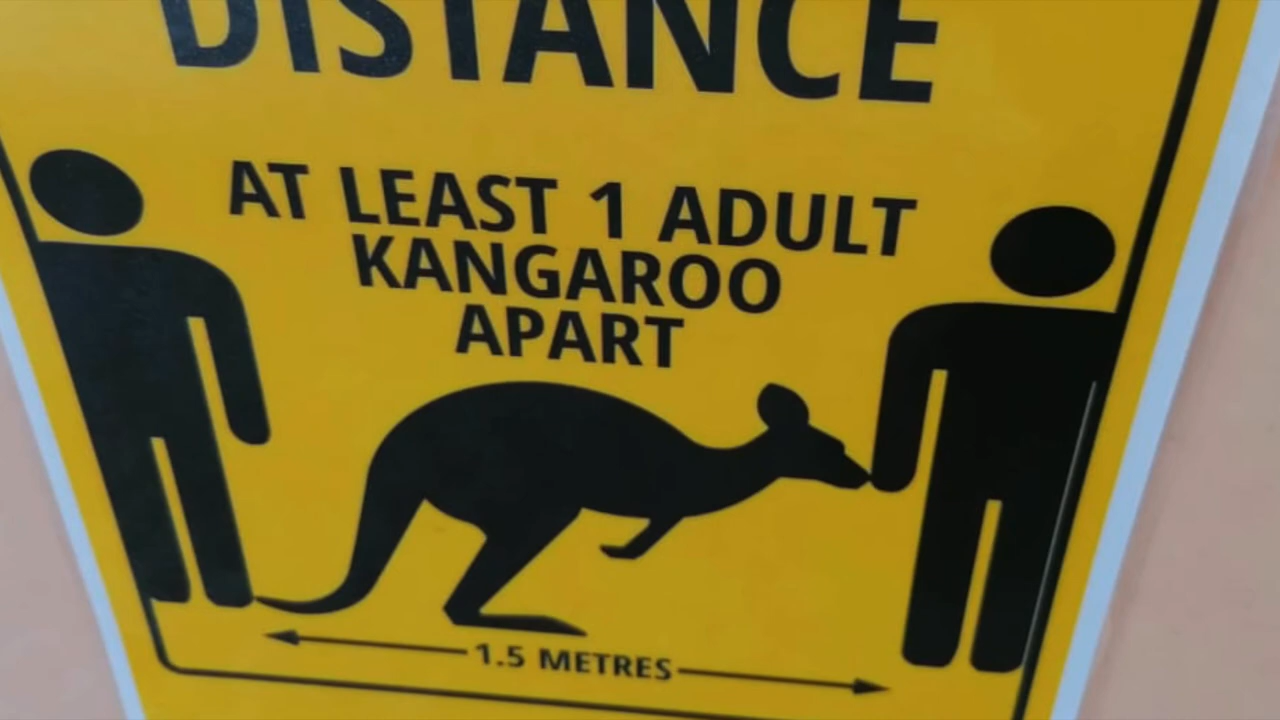 DISTANCE
AT LEAST 1 ADULT
KANGAROO
APART
1.5 METRES